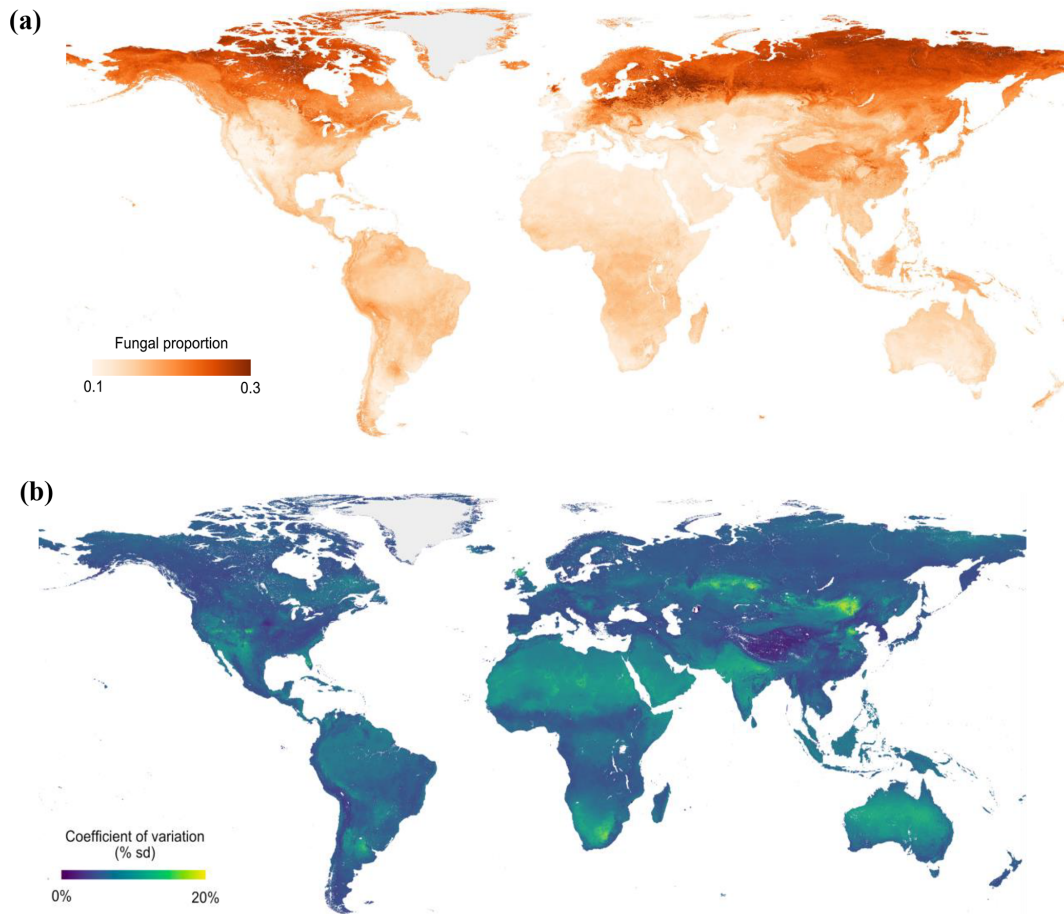 (a)
Fungal proportion
0.1 0.3
(b)
Coefficient of variation
(% sd)
0% 20%